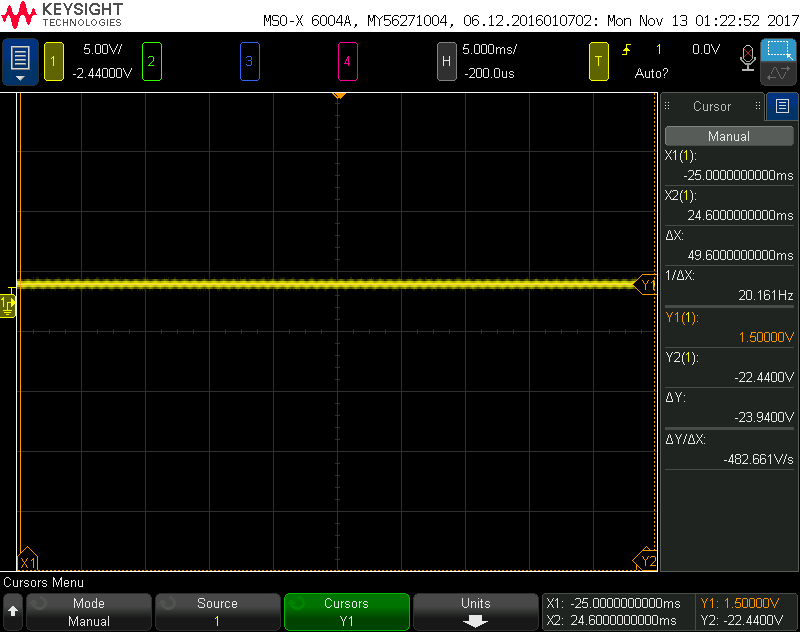 KEYSIGHT
TECHNOLOGIES
MSO-X 6004A, MY56271004, 06.12.2016010702: Mon Nov 13 01:22:52 2017
1 5.00V/ 2 3 4 H 5.000ms/ T 1 0.0V
-2.44000V -200.0us Auto?
Cursor
Manual
X1(1):
-25.0000000000ms
X2(1):
24.6000000000ms
ΔX:
49.6000000000ms
1/ΔX:
20.161Hz
Y1(1):
1.50000V
Y2(1):
-22.4400V
ΔY:
-23.9400V
ΔY/ΔX:
-482.661V/s
T
1
Y1
X1
Y2
Cursors Menu
Mode
Manual
Source
1
Cursors
Y1
Units
X1: -25.0000000000ms Y1: 1.50000V
X2: 24.6000000000ms Y2: -22.4400V